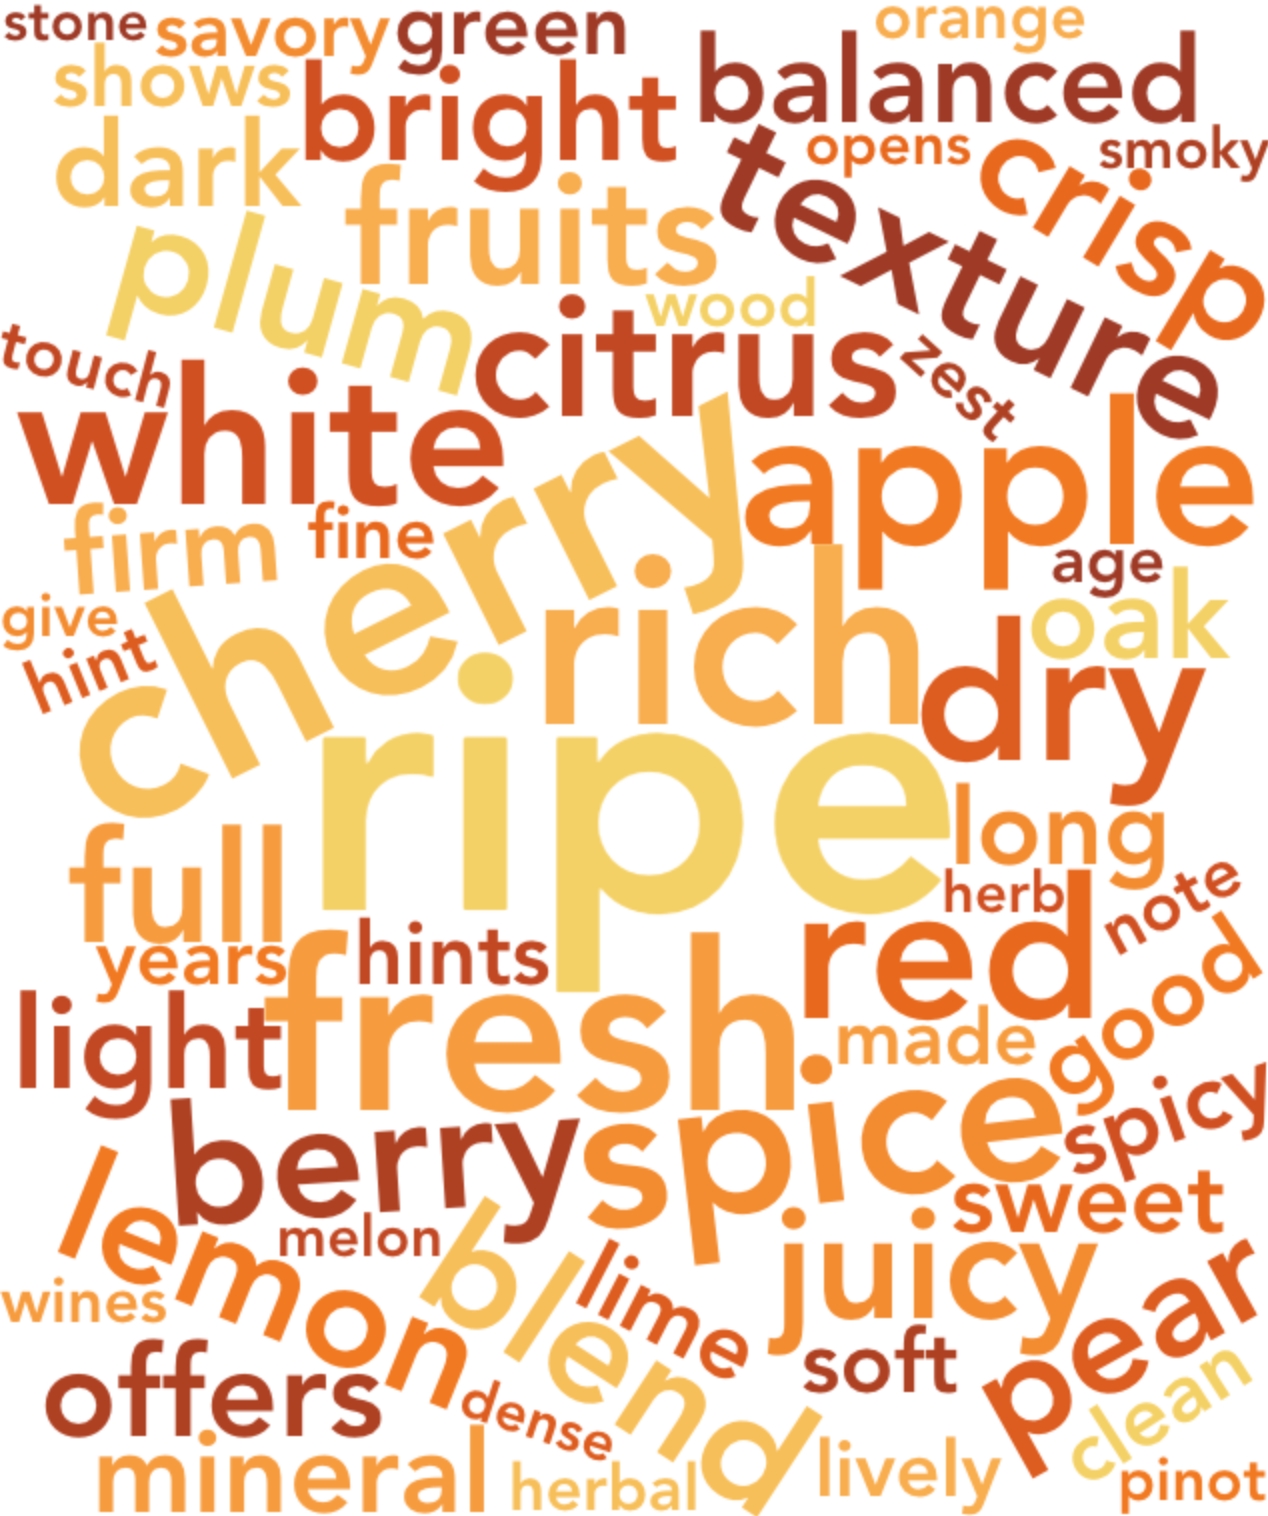 stone savory green orange
shows bright balanced
dark opens crisp smoky
texture
fruits
plum wood
touch citrus zest
white
cherry apple
firm fine age
give rich oak
hint dry
ripe
full long
herb note
years hints red good
light fresh made
spice spicy
berry sweet
lemon melon juicy
wines blend lime pear
offers soft clean
dense
mineral herbal lively pinot